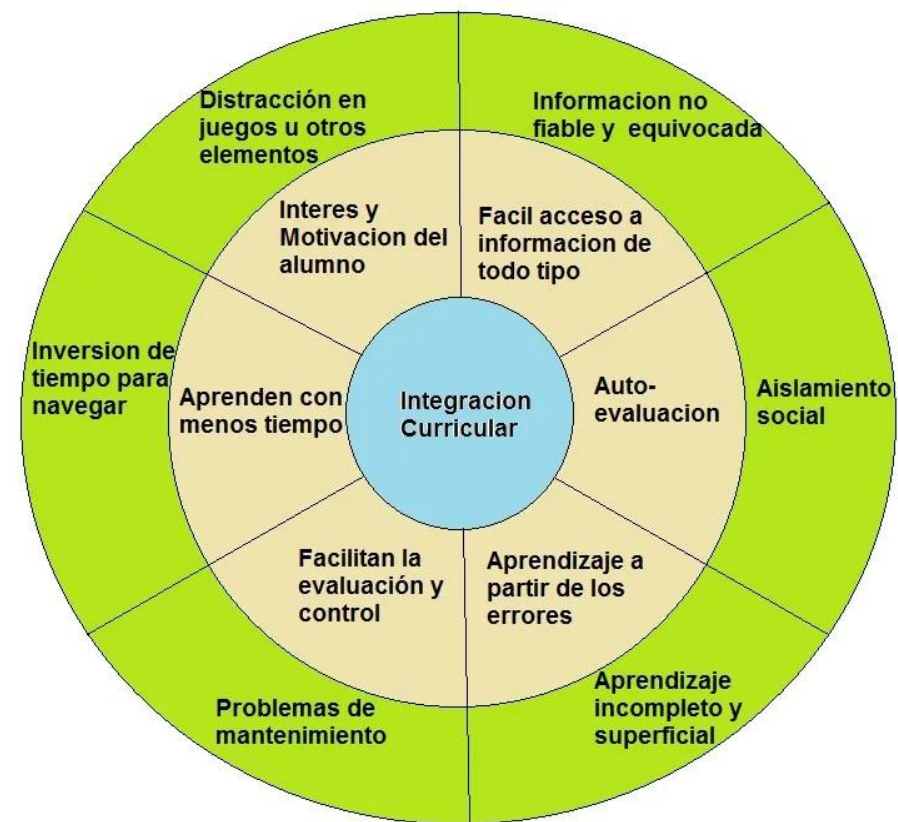 Distracción en
juegos u otros
elementos
Informacion no
fiable y equivocada
Interes y
Motivacion del
alumno
Facil acceso a
informacion de
todo tipo
Inversion de
tiempo para
navegar
Aprenden con
menos tiempo
Integracion
Curricular
Auto-
evaluacion
Aislamiento
social
Facilitan la
evaluación y
control
Aprendizaje a
partir de los
errores
Problemas de
mantenimiento
Aprendizaje
incompleto y
superficial